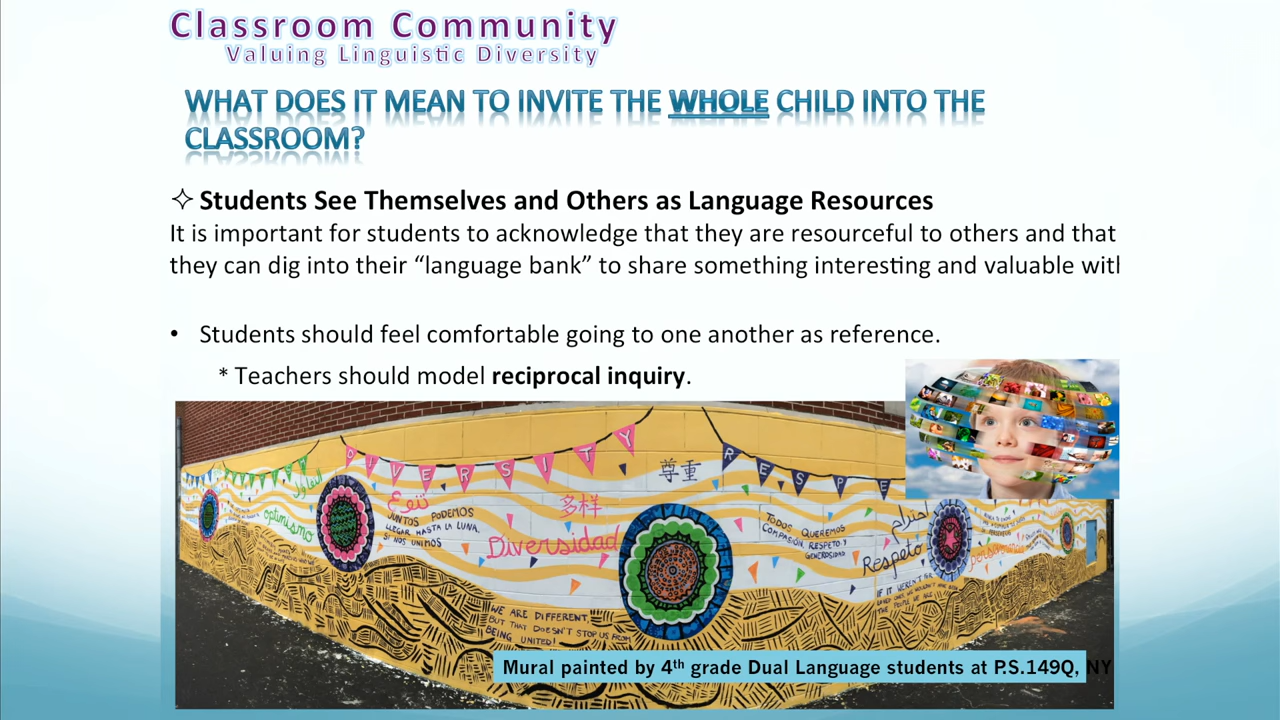 Classroom Community
Valuing Linguistic Diversity
WHAT DOES IT MEAN TO INVITE THE WHOLE CHILD INTO THE
CLASSROOM?
✧ Students See Themselves and Others as Language Resources
It is important for students to acknowledge that they are resourceful to others and that
they can dig into their “language bank” to share something interesting and valuable
• Students should feel comfortable going to one another as reference.
* Teachers should model reciprocal inquiry.
DIVERSITY
RESPE
尊重
多样
optimismo
JUNTOS PODEMOS
LLEGAR HASTA LA LUNA,
SI NOS UNIMOS
Diversidad
TODOS QUEREMOS
COMPASIÓN, RESPETO Y
GENEROSIDAD
احترام
Respeto
WE ARE DIFFERENT,
BUT THAT DOESN'T STOP US FROM
BEING UNITED!
IF IT WEREN'T FOR
Mural painted by 4th grade Dual Language students at P.S.149Q, NY